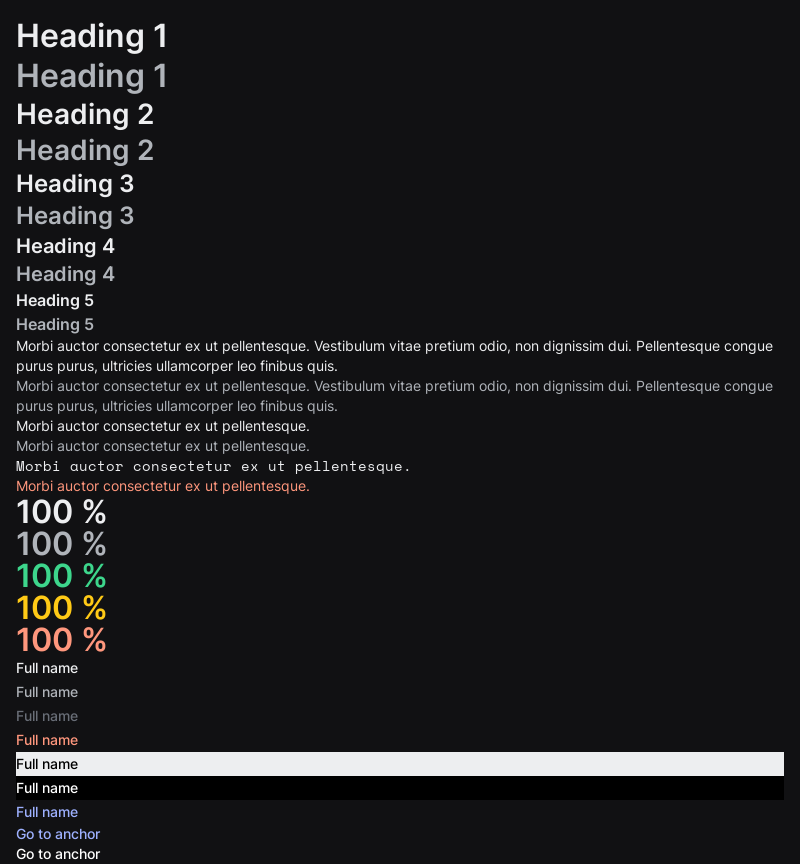 Heading 1
Heading 1
Heading 2
Heading 2
Heading 3
Heading 3
Heading 4
Heading 4
Heading 5
Heading 5
Morbi auctor consectetur ex ut pellentesque. Vestibulum vitae pretium odio, non dignissim dui. Pellentesque congue
purus purus, ultricies ullamcorper leo finibus quis.
Morbi auctor consectetur ex ut pellentesque. Vestibulum vitae pretium odio, non dignissim dui. Pellentesque congue
purus purus, ultricies ullamcorper leo finibus quis.
Morbi auctor consectetur ex ut pellentesque.
Morbi auctor consectetur ex ut pellentesque.
Morbi auctor consectetur ex ut pellentesque.
Morbi auctor consectetur ex ut pellentesque.
100 %
100 %
100 %
100 %
100 %
Full name
Full name
Full name
Full name
Full name
Full name
Full name
Go to anchor
Go to anchor